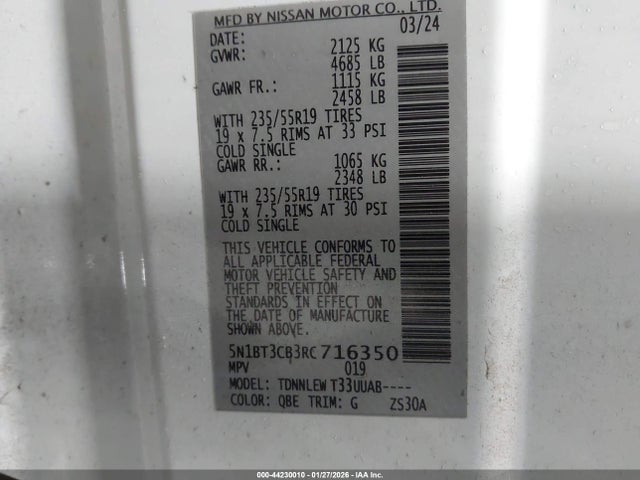 MFD BY NISSAN MOTOR CO., LTD.
DATE: 03/24
GVWR: 2125 KG
4685 LB
GAWR FR.: 1115 KG
2458 LB
WITH 235/55R19 TIRES
19 x 7.5 RIMS AT 33 PSI
COLD SINGLE
GAWR RR.: 1065 KG
2348 LB
WITH 235/55R19 TIRES
19 x 7.5 RIMS AT 30 PSI
COLD SINGLE
THIS VEHICLE CONFORMS TO
ALL APPLICABLE FEDERAL
MOTOR VEHICLE SAFETY AND
THEFT PREVENTION
STANDARDS IN EFFECT ON
THE DATE OF MANUFACTURE
SHOWN ABOVE.
5N1BT3CB3RC716350
MPV 019
MODEL: TDNNLEW T33UUAB----
COLOR: QBE TRIM: G ZS30A
000-44230010 - 01/27/2026 - IAA Inc.